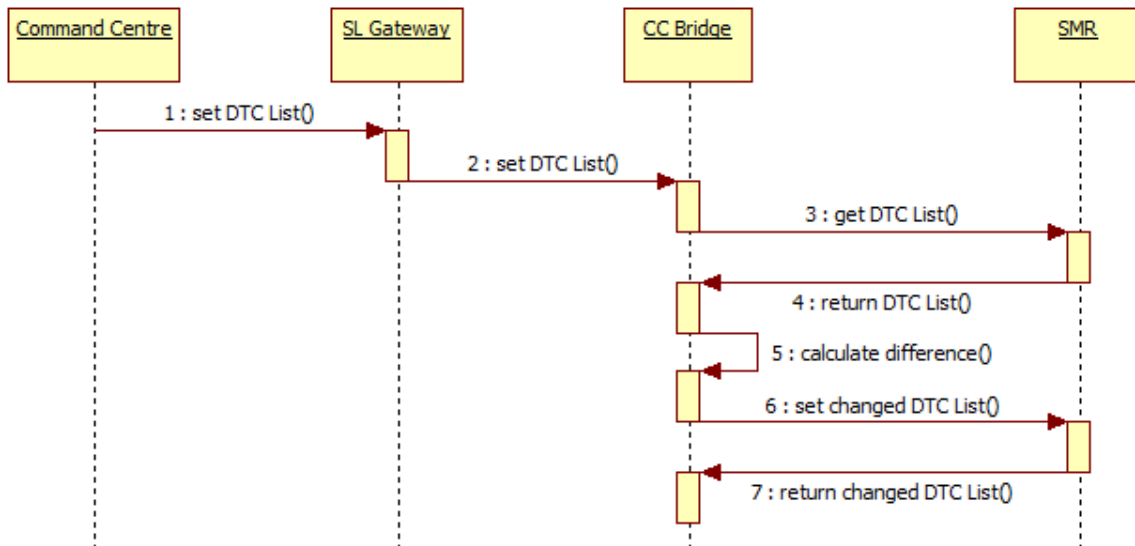 Command Centre
SL Gateway
CC Bridge
SMR
1 : set DTC List()
2 : set DTC List()
3 : get DTC List()
4 : return DTC List()
5 : calculate difference()
6 : set changed DTC List()
7 : return changed DTC List()